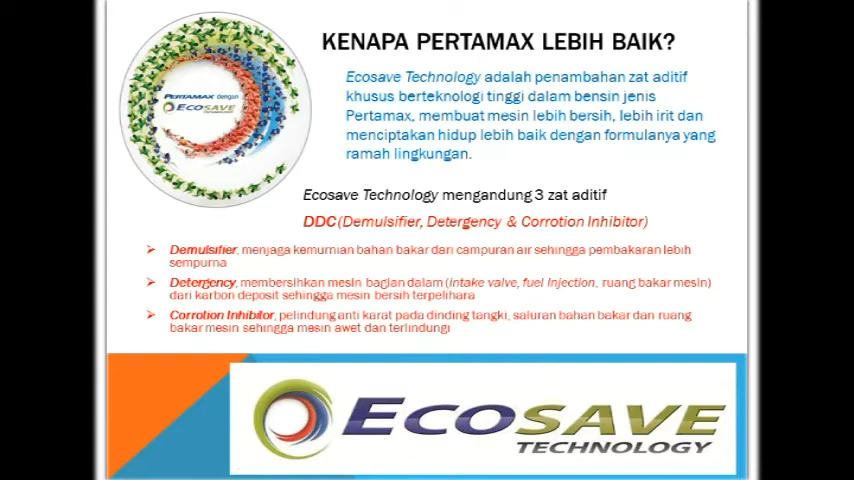 KENAPA PERTAMAX LEBIH BAIK?
PERTAMAX dengan
ECOSAVE
TECHNOLOGY
Ecosave Technology adalah penambahan zat aditif
khusus berteknologi tinggi dalam bensin jenis
Pertamax, membuat mesin lebih bersih, lebih irit dan
menciptakan hidup lebih baik dengan formulanya yang
ramah lingkungan.
Ecosave Technology mengandung 3 zat aditif
DDC (Demulsifier, Detergency & Corrotion Inhibitor)
➢ Demulsifier, menjaga kemurnian bahan bakar dari campuran air sehingga pembakaran lebih
sempurna
➢ Detergency, membersihkan mesin bagian dalam (intake valve, fuel Injection, ruang bakar mesin)
dari karbon deposit sehingga mesin bersih terpelihara
➢ Corrotion Inhibitor, pelindung anti karat pada dinding tangki, saluran bahan bakar dan ruang
bakar mesin sehingga mesin awet dan terlindungi
ECOSAVE
TECHNOLOGY